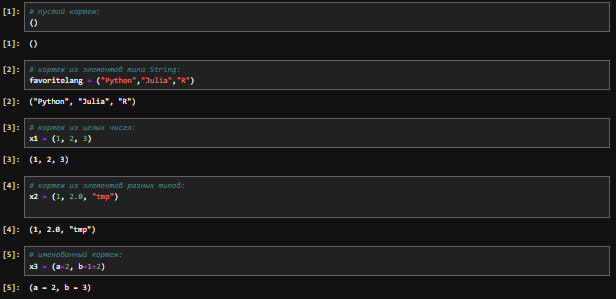 [1]: # пустой кортеж:
()
[1]: ()
[2]: # кортеж из элементов типа String:
favoritelang = ("Python","Julia","R")
[2]: ("Python", "Julia", "R")
[3]: # кортеж из целых чисел:
x1 = (1, 2, 3)
[3]: (1, 2, 3)
[4]: # кортеж из элементов разных типов:
x2 = (1, 2.0, "tmp")
[4]: (1, 2.0, "tmp")
[5]: # именованный кортеж:
x3 = (a=2, b=1+2)
[5]: (a = 2, b = 3)